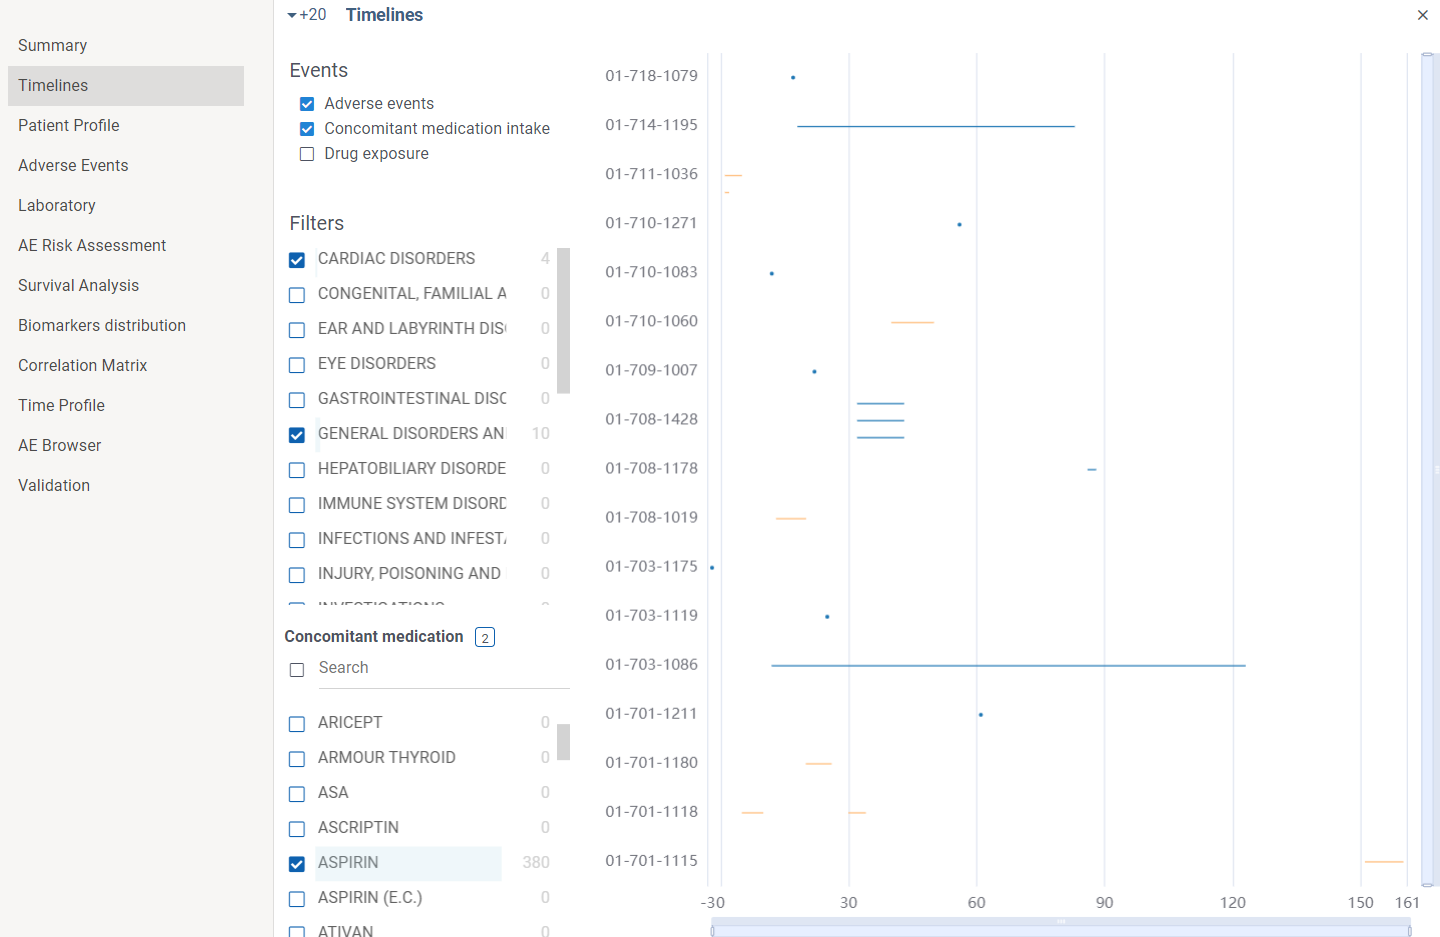 +20 Timelines
Summary
Timelines
Patient Profile
Adverse Events
Laboratory
AE Risk Assessment
Survival Analysis
Biomarkers distribution
Correlation Matrix
Time Profile
AE Browser
Validation
Events
Adverse events
Concomitant medication intake
Drug exposure
Filters
CARDIAC DISORDERS 4
CONGENITAL, FAMILIAL A 0
EAR AND LABYRINTH DIS 0
EYE DISORDERS 0
GASTROINTESTINAL DISC 0
GENERAL DISORDERS AN 10
HEPATOBILIARY DISORDE 0
IMMUNE SYSTEM DISORD 0
INFECTIONS AND INFEST 0
INJURY, POISONING AND 0
INVESTIGATIONS 0
Concomitant medication 2
Search
ARICEPT 0
ARMOUR THYROID 0
ASA 0
ASCRIPTIN 0
ASPIRIN 380
ASPIRIN (E.C.) 0
ATIVAN 0
01-718-1079
01-714-1195
01-711-1036
01-710-1271
01-710-1083
01-710-1060
01-709-1007
01-708-1428
01-708-1178
01-708-1019
01-703-1175
01-703-1119
01-703-1086
01-701-1211
01-701-1180
01-701-1118
01-701-1115
-30 30 60 90 120 150 161